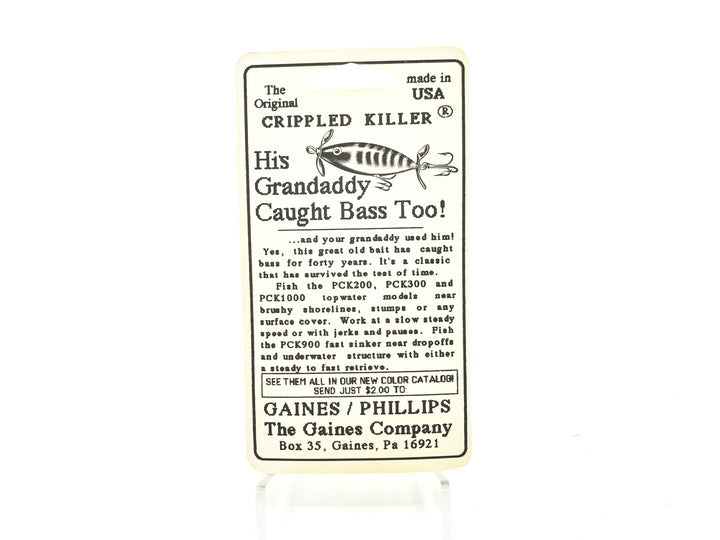 The
Original
made in
USA
CRIPPLED KILLER ®
His
Grandaddy
Caught Bass Too!
...and your grandaddy used him!
Yes, this great old bait has caught
bass for forty years. It's a classic
that has survived the test of time.
Fish the PCK200, PCK300 and
PCK1000 topwater models near
brushy shorelines, stumps or any
surface cover. Work at a slow steady
speed or with jerks and pauses. Fish
the PCK900 fast sinker near dropoffs
and underwater structure with either
a steady to fast retrieve.
SEE THEM ALL IN OUR NEW COLOR CATALOG!
SEND JUST $2.00 TO:
GAINES / PHILLIPS
The Gaines Company
Box 35, Gaines, Pa 16921